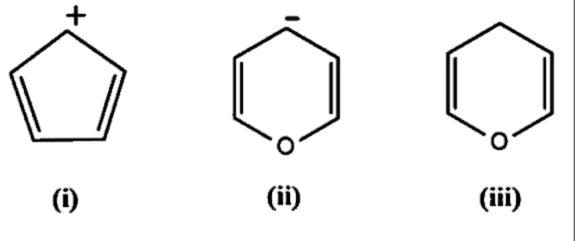 + −
O O
(i) (ii) (iii)